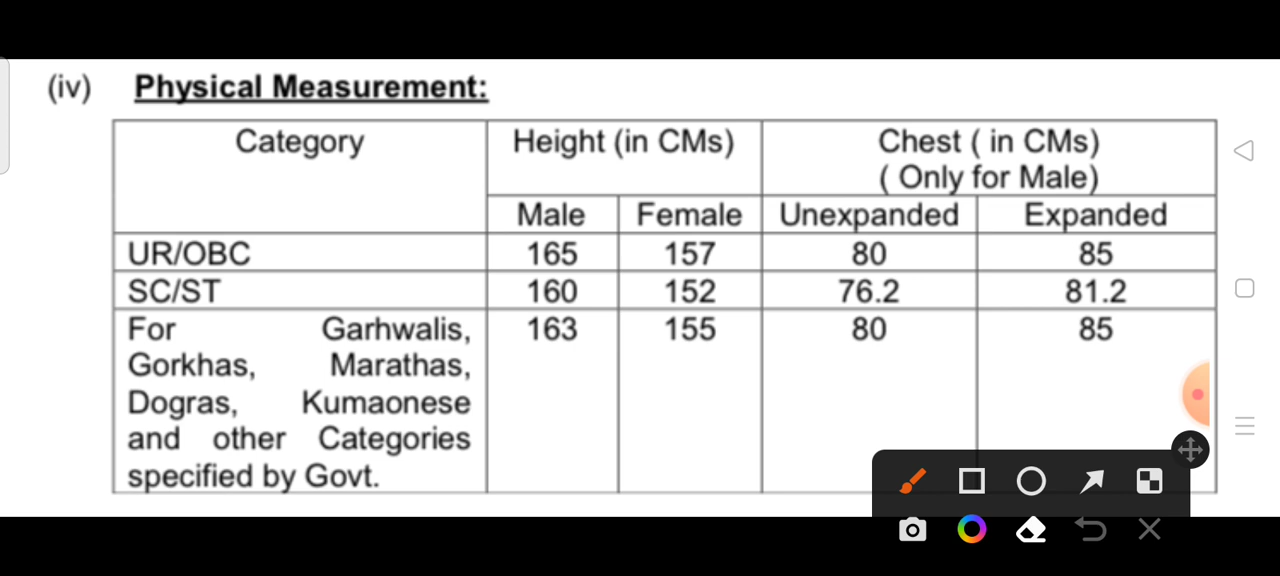 (iv) Physical Measurement:
Category Height (in CMs) Chest ( in CMs)
( Only for Male)
Male Female Unexpanded Expanded
UR/OBC 165 157 80 85
SC/ST 160 152 76.2 81.2
For Garhwalis, 163 155 80 85
Gorkhas, Marathas,
Dogras, Kumaonese
and other Categories
specified by Govt.